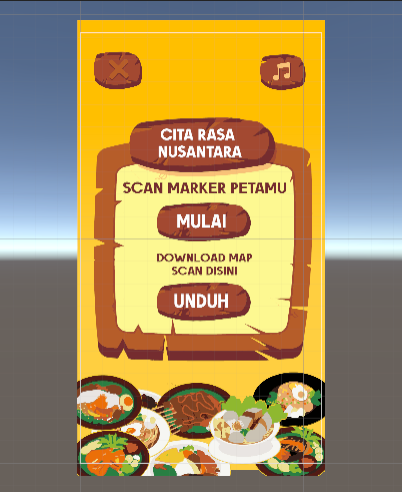 CITA RASA
NUSANTARA
SCAN MARKER PETAMU
MULAI
DOWNLOAD MAP
SCAN DISINI
UNDUH